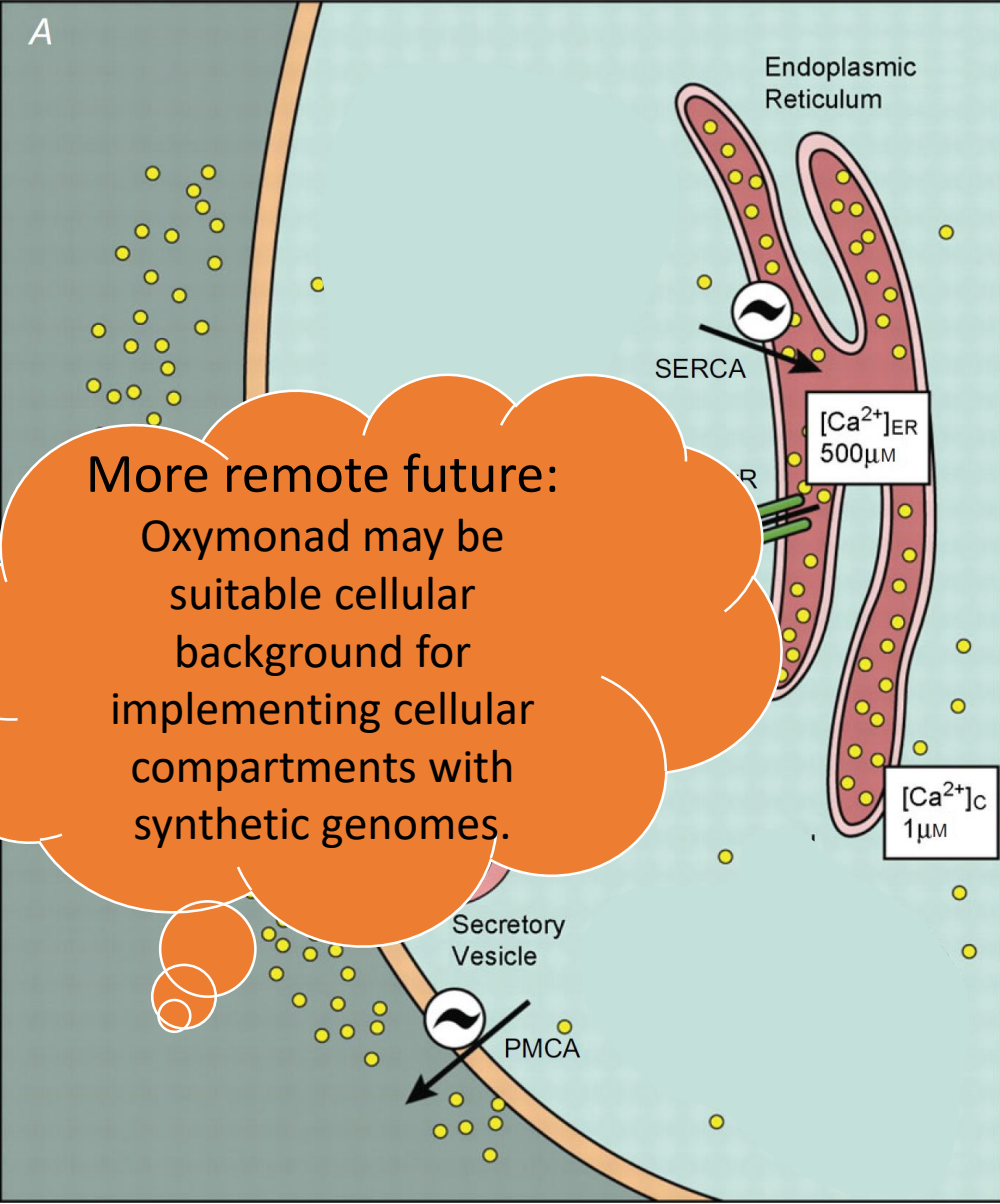 A
Endoplasmic
Reticulum
SERCA
[Ca²⁺]ER
500µM
R
More remote future:
Oxymonad may be
suitable cellular
background for
implementing cellular
compartments with
synthetic genomes.
[Ca²⁺]C
1µM
Secretory
Vesicle
PMCA